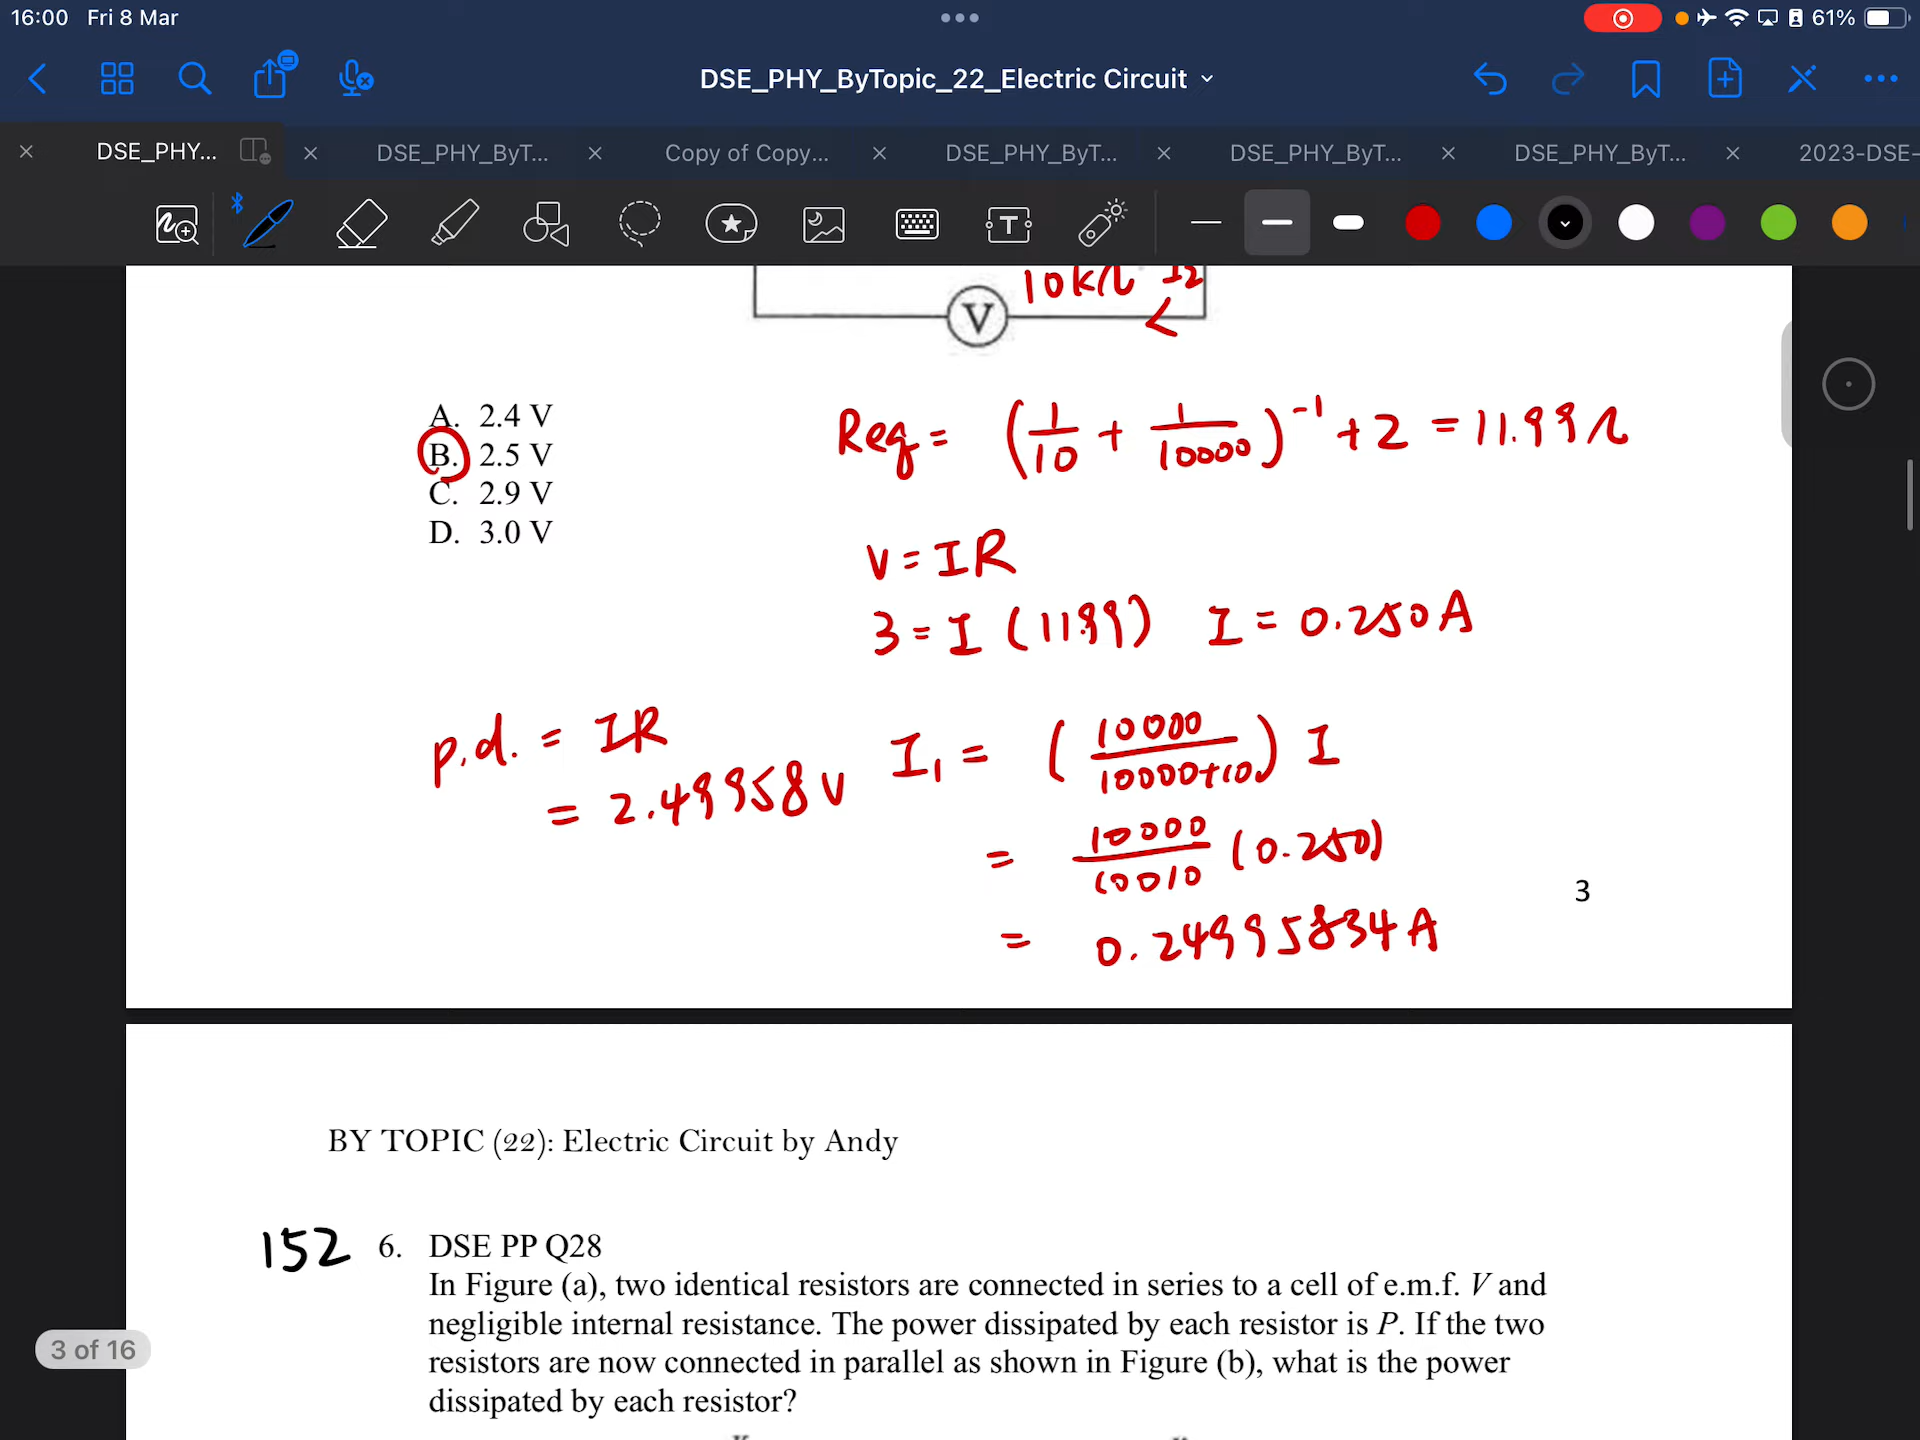 16:00 Fri 8 Mar
61%
DSE_PHY_ByTopic_22_Electric Circuit
DSE_PHY...
DSE_PHY_ByT...
Copy of Copy...
DSE_PHY_ByT...
DSE_PHY_ByT...
DSE_PHY_ByT...
2023-DSE-
T
10kΩ I2
V
A. 2.4 V
B. 2.5 V
C. 2.9 V
D. 3.0 V
Req = (1/10 + 1/10000)^-1 + 2 = 11.99Ω
V = IR
3 = I (11.99) I = 0.250A
p.d. = IR
= 2.49958V
I₁ = (10000/10000+10) I
= 10000/10010 (0.250)
= 0.24995834A
3
BY TOPIC (22): Electric Circuit by Andy
152 6. DSE PP Q28
In Figure (a), two identical resistors are connected in series to a cell of e.m.f. V and
negligible internal resistance. The power dissipated by each resistor is P. If the two
resistors are now connected in parallel as shown in Figure (b), what is the power
dissipated by each resistor?
3 of 16